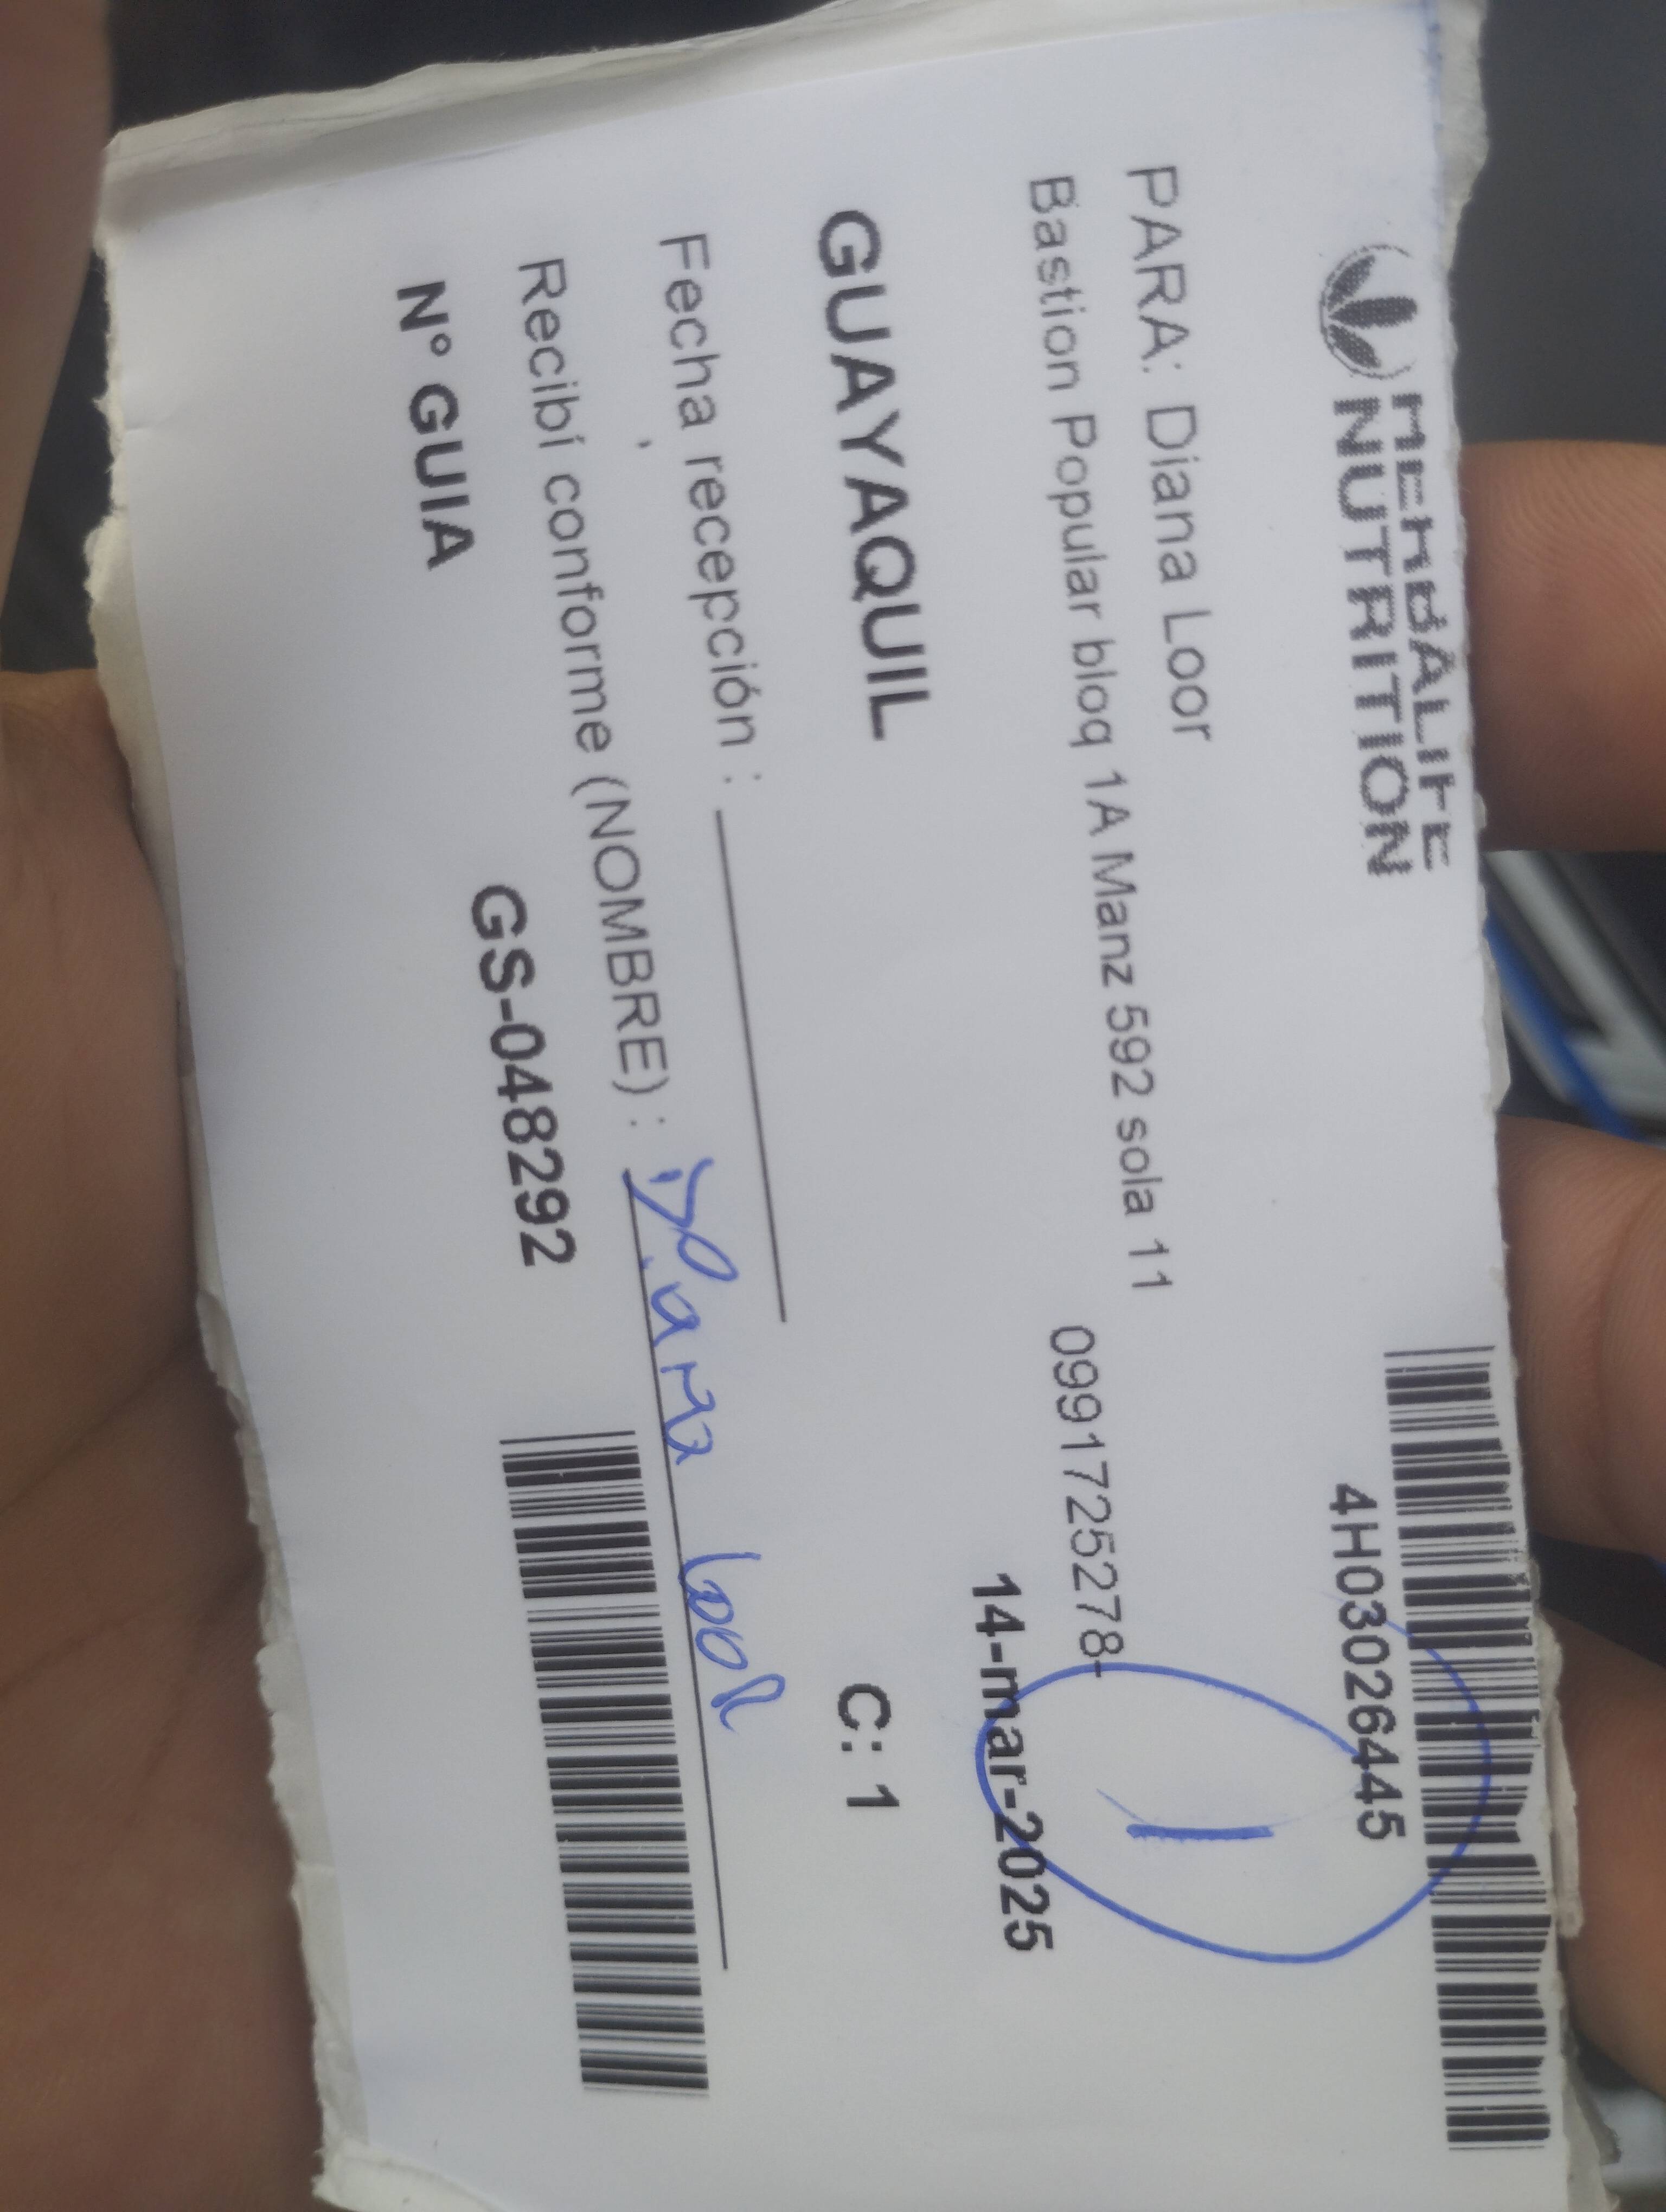 HERBALIFE
NUTRITION
4H03026445
PARA: Diana Loor
Bastion Popular bloq 1A Manz 592 sola 11 0991725278-
1
14-mar-2025
GUAYAQUIL C: 1
Fecha recepción :
Recibí conforme (NOMBRE) : Diana Loor
N° GUIA GS-048292